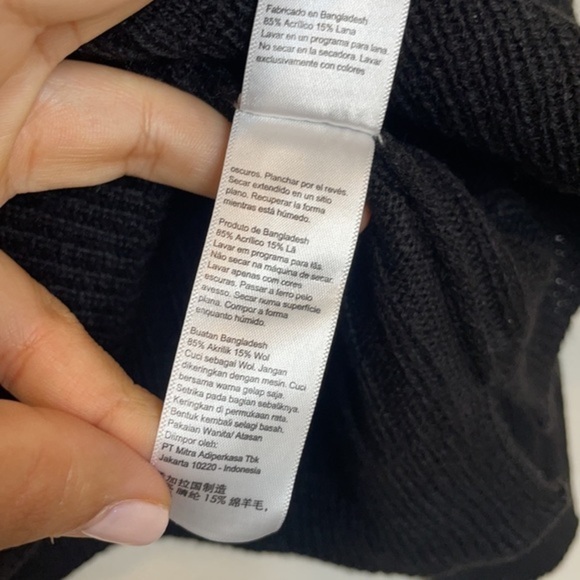 Fabricado en Bangladesh
85% Acrílico 15% Lana
Lavar en un programa para lana.
No secar en la secadora. Lavar
exclusivamente con colores
oscuros. Planchar por el revés.
Secar extendido en un sitio
plano. Recuperar la forma
mientras está húmedo.
Produto de Bangladesh
85% Acrílico 15% Lã
Lavar em programa para lãs.
Não secar na máquina de secar.
Lavar apenas com cores
escuras. Passar a ferro pelo
avesso. Secar numa superfície
plana. Compor a forma
enquanto húmido.
Buatan Bangladesh
85% Akrilik 15% Wol
Cuci sebagai Wol. Jangan
dikeringkan dengan mesin. Cuci
bersama warna gelap saja.
Setrika pada bagian sebaliknya.
Keringkan di permukaan rata.
Bentuk kembali selagi basah.
Pakaian Wanita/ Atasan
Diimpor oleh:
PT Mitra Adiperkasa Tbk
Jakarta 10220 - Indonesia
加拉国制造
腈纶 15% 绵羊毛,